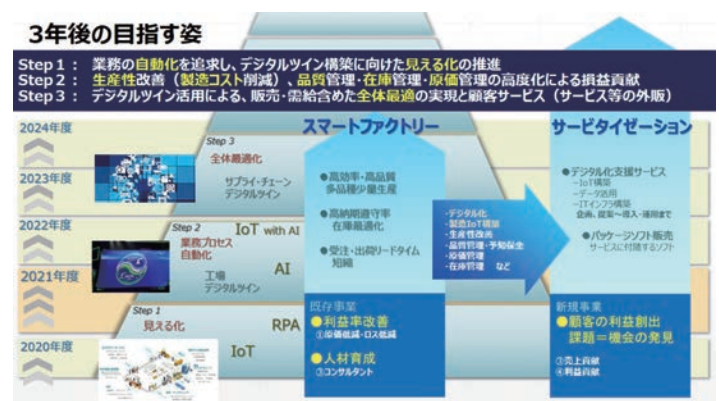 3年後の目指す姿
Step1： 業務の自動化を追求し、デジタルツイン構築に向けた見える化の推進
Step2： 生産性改善（製造コスト削減）、品質管理・在庫管理・原価管理の高度化による損益貢献
Step3： デジタルツイン活用による、販売・需給含めた全体最適の実現と顧客サービス（サービス等の外販）
2024年度
2023年度
2022年度
2021年度
2020年度
Step 3
全体最適化
サプライ・チェーン
デジタルツイン
Step 2
業務プロセス
自動化
IoT with AI
AI
工場
デジタルツイン
Step 1
見える化
RPA
IoT
スマートファクトリー
●高効率・高品質
多品種少量生産
●高納期遵守率
在庫最適化
●受注・出荷リードタイム
短縮
既存事業
●利益率改善
①原価低減・ロス低減
●人材育成
②コンサルタント
・デジタル化
・製造IoT構築
・生産性改善
・品質管理・予知保全
・原価管理
・在庫管理 など
サービタイゼーション
●デジタル化支援サービス
－IoT構築
－データ活用
－ITインフラ構築
企画、提案～導入・運用まで
●パッケージソフト販売
サービスに付随するソフト
新規事業
●顧客の利益創出
課題＝機会の発見
③売上貢献
④利益貢献